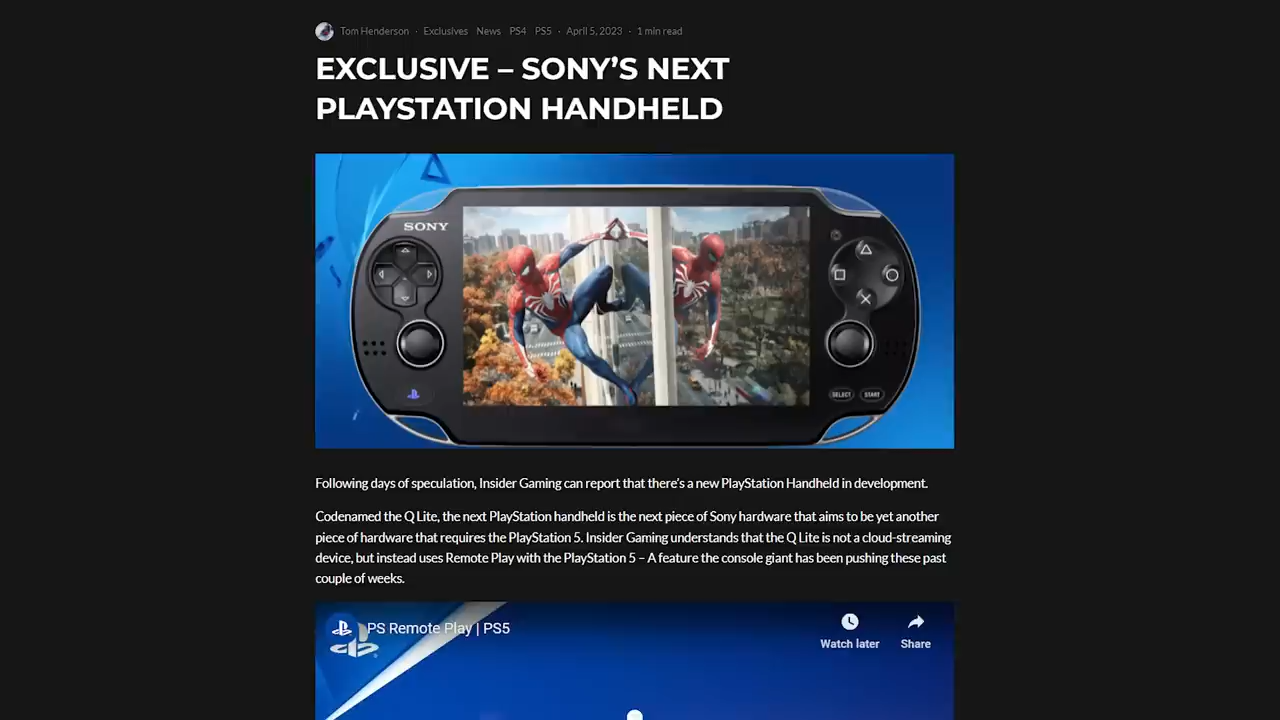 Tom Henderson · Exclusives News PS4 PS5 · April 5, 2023 · 1 min read
EXCLUSIVE – SONY’S NEXT
PLAYSTATION HANDHELD
SONY
SELECT START
Following days of speculation, Insider Gaming can report that there's a new PlayStation Handheld in development.
Codenamed the Q Lite, the next PlayStation handheld is the next piece of Sony hardware that aims to be yet another
piece of hardware that requires the PlayStation 5. Insider Gaming understands that the Q Lite is not a cloud-streaming
device, but instead uses Remote Play with the PlayStation 5 – A feature the console giant has been pushing these past
couple of weeks.
PS Remote Play | PS5
Watch later Share